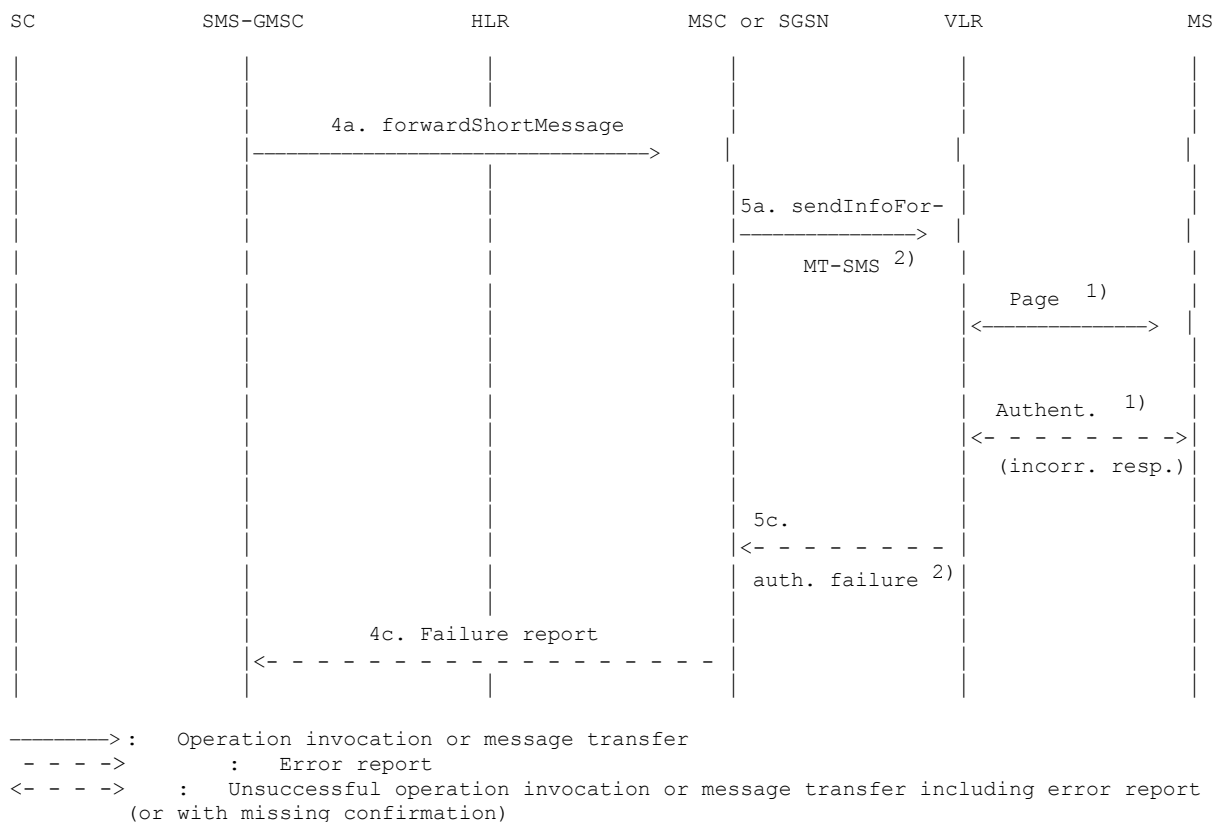 SC SMS-GMSC HLR MSC or SGSN VLR MS
4a. forwardShortMessage
5a. sendInfoFor-
MT-SMS 2)
Page 1)
Authent. 1)
(incorr. resp.)
5c.
auth. failure 2)
4c. Failure report
: Operation invocation or message transfer
: Error report
: Unsuccessful operation invocation or message transfer including error report
(or with missing confirmation)